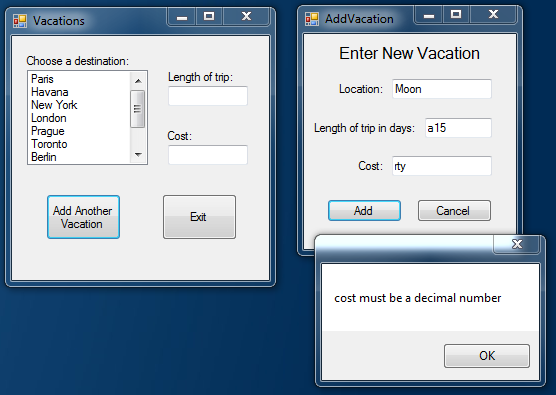 Vacations
Choose a destination:
Paris
Havana
New York
London
Prague
Toronto
Berlin
Length of trip:
Cost:
Add Another
Vacation
Exit
AddVacation
Enter New Vacation
Location: Moon
Length of trip in days: a15
Cost: rty
Add Cancel
cost must be a decimal number
OK